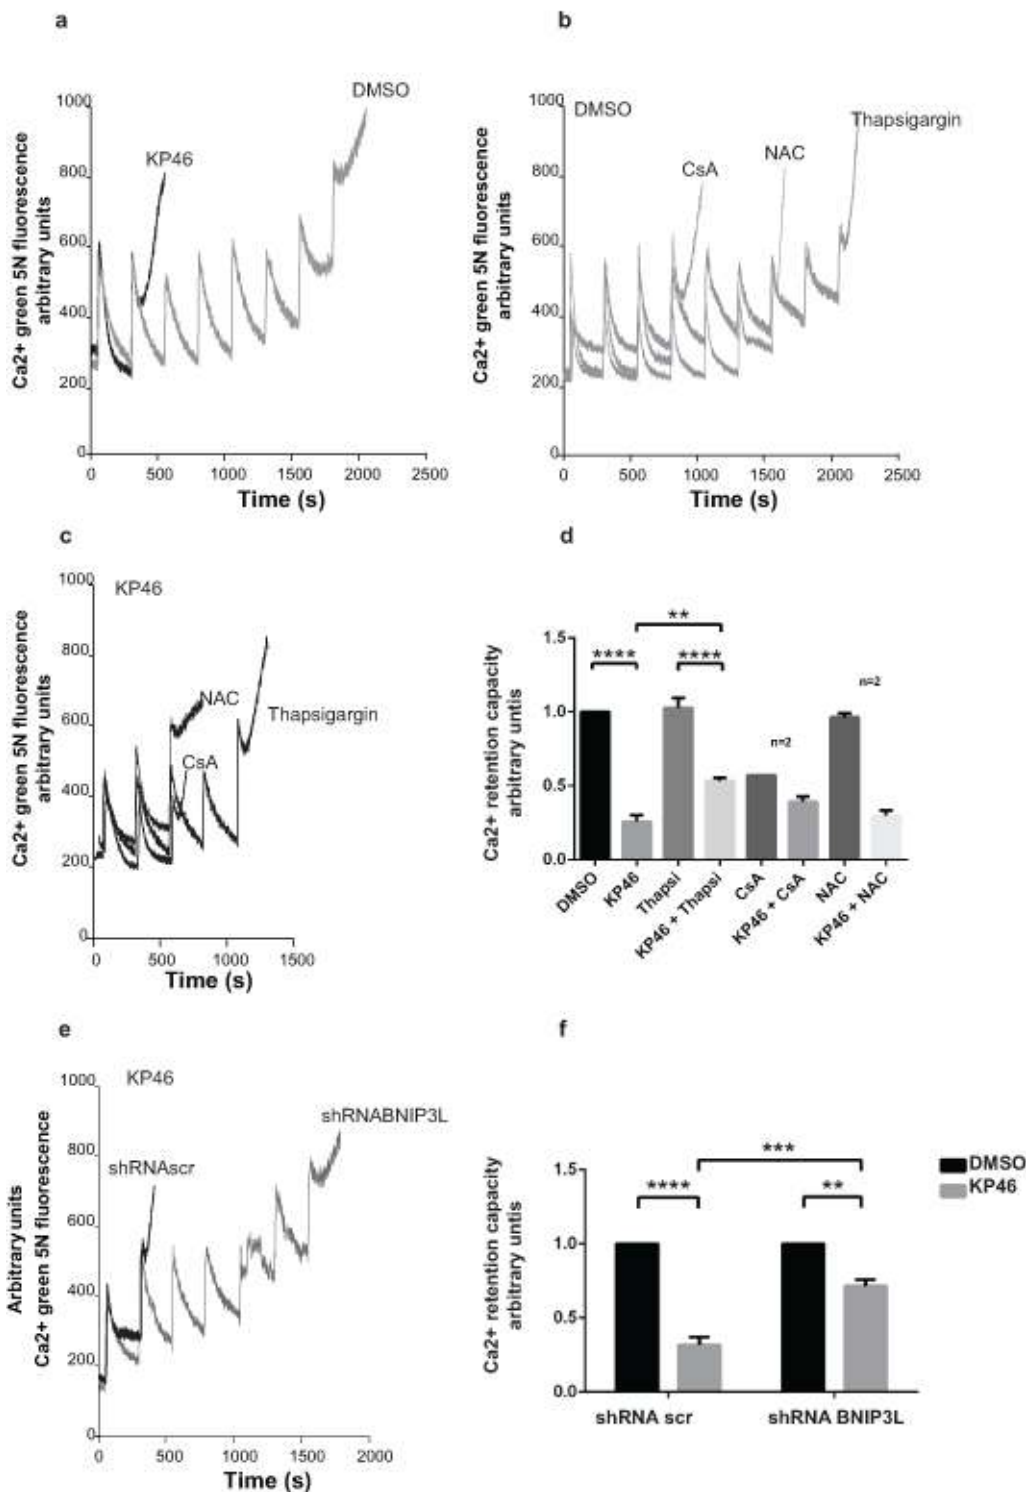 a
Ca2+ green 5N fluorescence
arbitrary units
1000
800
600
400
200
0
KP46
DMSO
0 500 1000 1500 2000 2500
Time (s)
b
Ca2+ green 5N fluorescence
arbitrary units
1000
800
600
400
200
0
DMSO
CsA
NAC
Thapsigargin
0 500 1000 1500 2000 2500
Time (s)
c
Ca2+ green 5N fluorescence
arbitrary units
1000
800
600
400
200
0
KP46
NAC
Thapsigargin
CsA
0 500 1000 1500
Time (s)
d
Ca2+ retention capacity
arbitrary untis
1.5
1.0
0.5
0.0
**
**** ****
n=2
n=2
DMSO
KP46
Thapsi
KP46 + Thapsi
CsA
KP46 + CsA
NAC
KP46 + NAC
e
Arbitrary units
Ca2+ green 5N fluorescence
1000
800
600
400
200
0
KP46
shRNAscr
shRNABNIP3L
0 500 1000 1500 2000
Time (s)
f
Ca2+ retention capacity
arbitrary untis
1.5
1.0
0.5
0.0
***
**** **
DMSO
KP46
shRNA scr shRNA BNIP3L